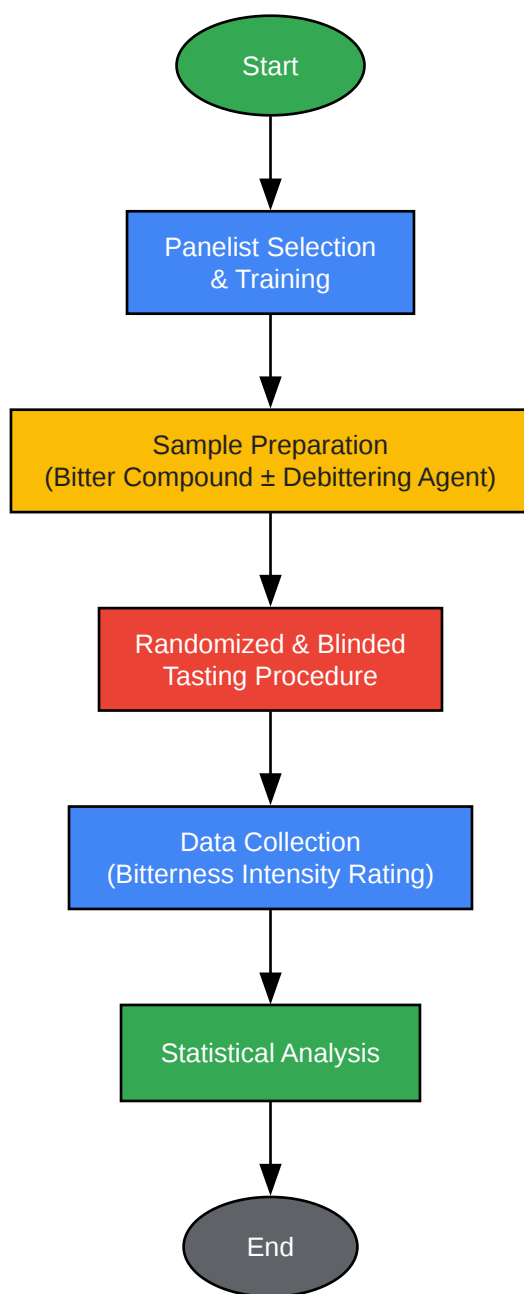 Start
Panelist Selection
& Training
Sample Preparation
(Bitter Compound ± Debittering Agent)
Randomized & Blinded
Tasting Procedure
Data Collection
(Bitterness Intensity Rating)
Statistical Analysis
End